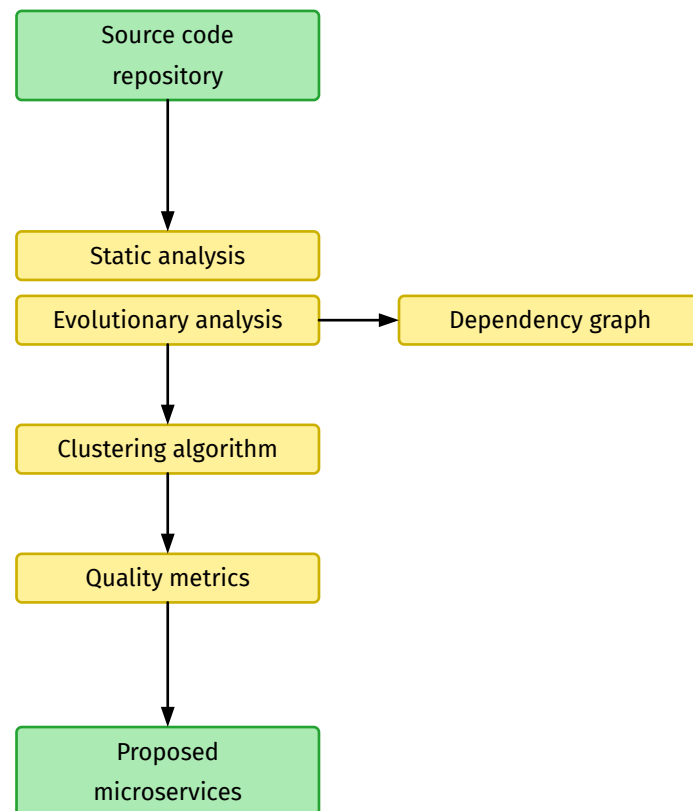 Source code
repository
Static analysis
Evolutionary analysis
Dependency graph
Clustering algorithm
Quality metrics
Proposed
microservices